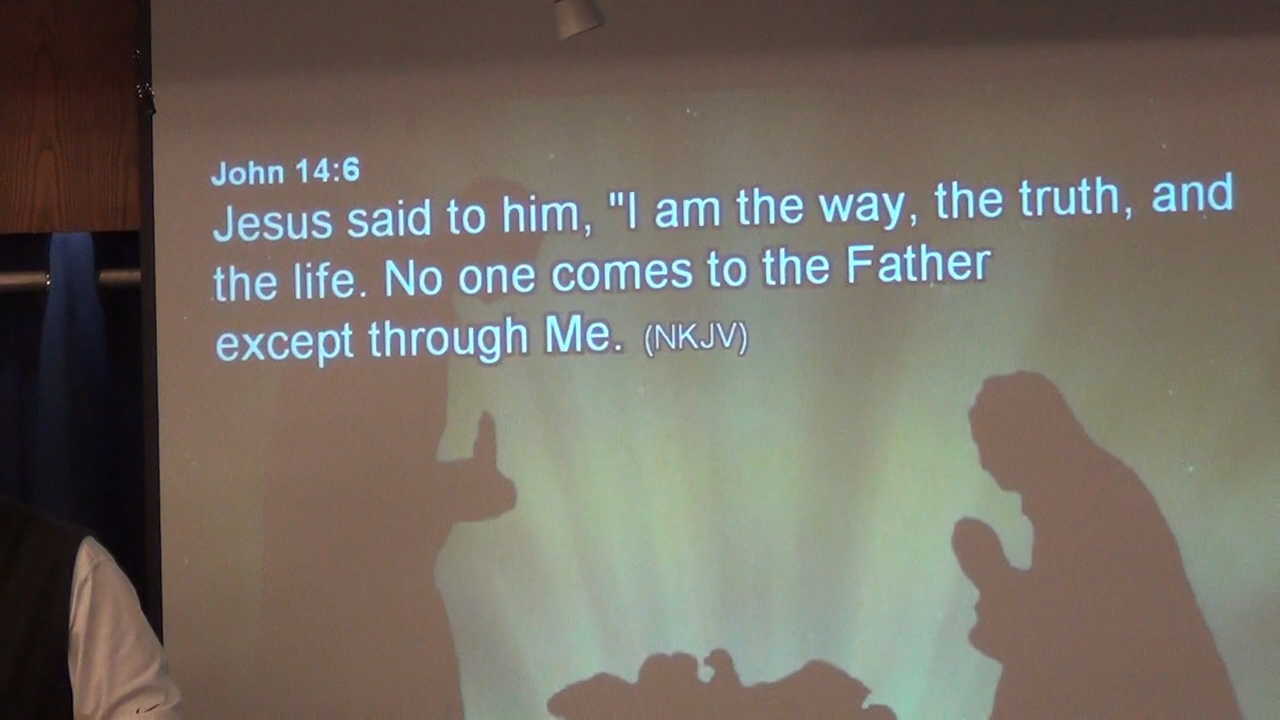 John 14:6
Jesus said to him, "I am the way, the truth, and
the life. No one comes to the Father
except through Me. (NKJV)